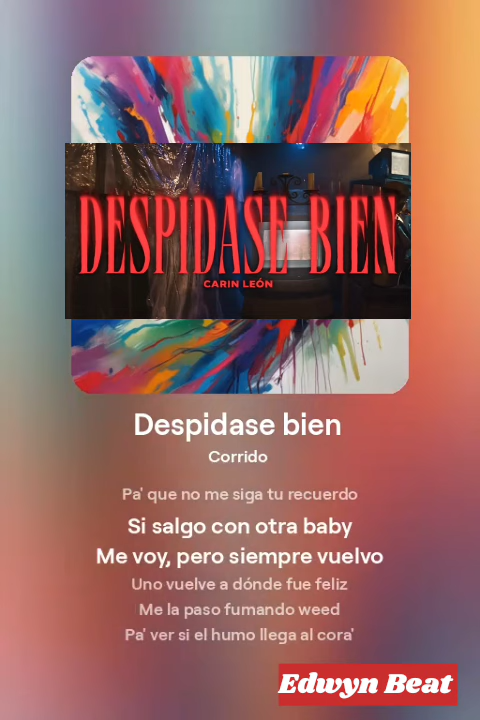 DESPIDASE BIEN
CARIN LEÓN
Despidase bien
Corrido
Pa' que no me siga tu recuerdo
Si salgo con otra baby
Me voy, pero siempre vuelvo
Uno vuelve a dónde fue feliz
Me la paso fumando weed
Pa' ver si el humo llega al cora'
Edwyn Beat